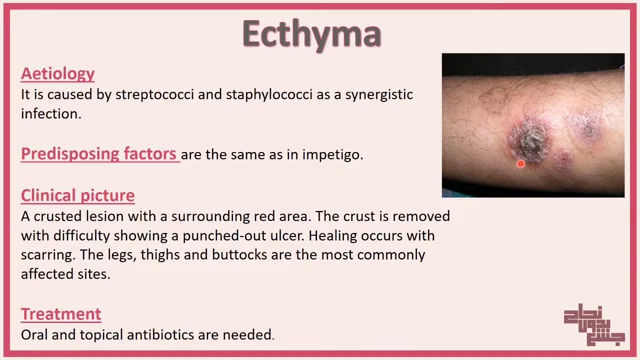 Ecthyma
Aetiology
It is caused by streptococci and staphylococci as a synergistic
infection.
Predisposing factors are the same as in impetigo.
Clinical picture
A crusted lesion with a surrounding red area. The crust is removed
with difficulty showing a punched-out ulcer. Healing occurs with
scarring. The legs, thighs and buttocks are the most commonly
affected sites.
Treatment
Oral and topical antibiotics are needed.
نجاح
بدون
جشع